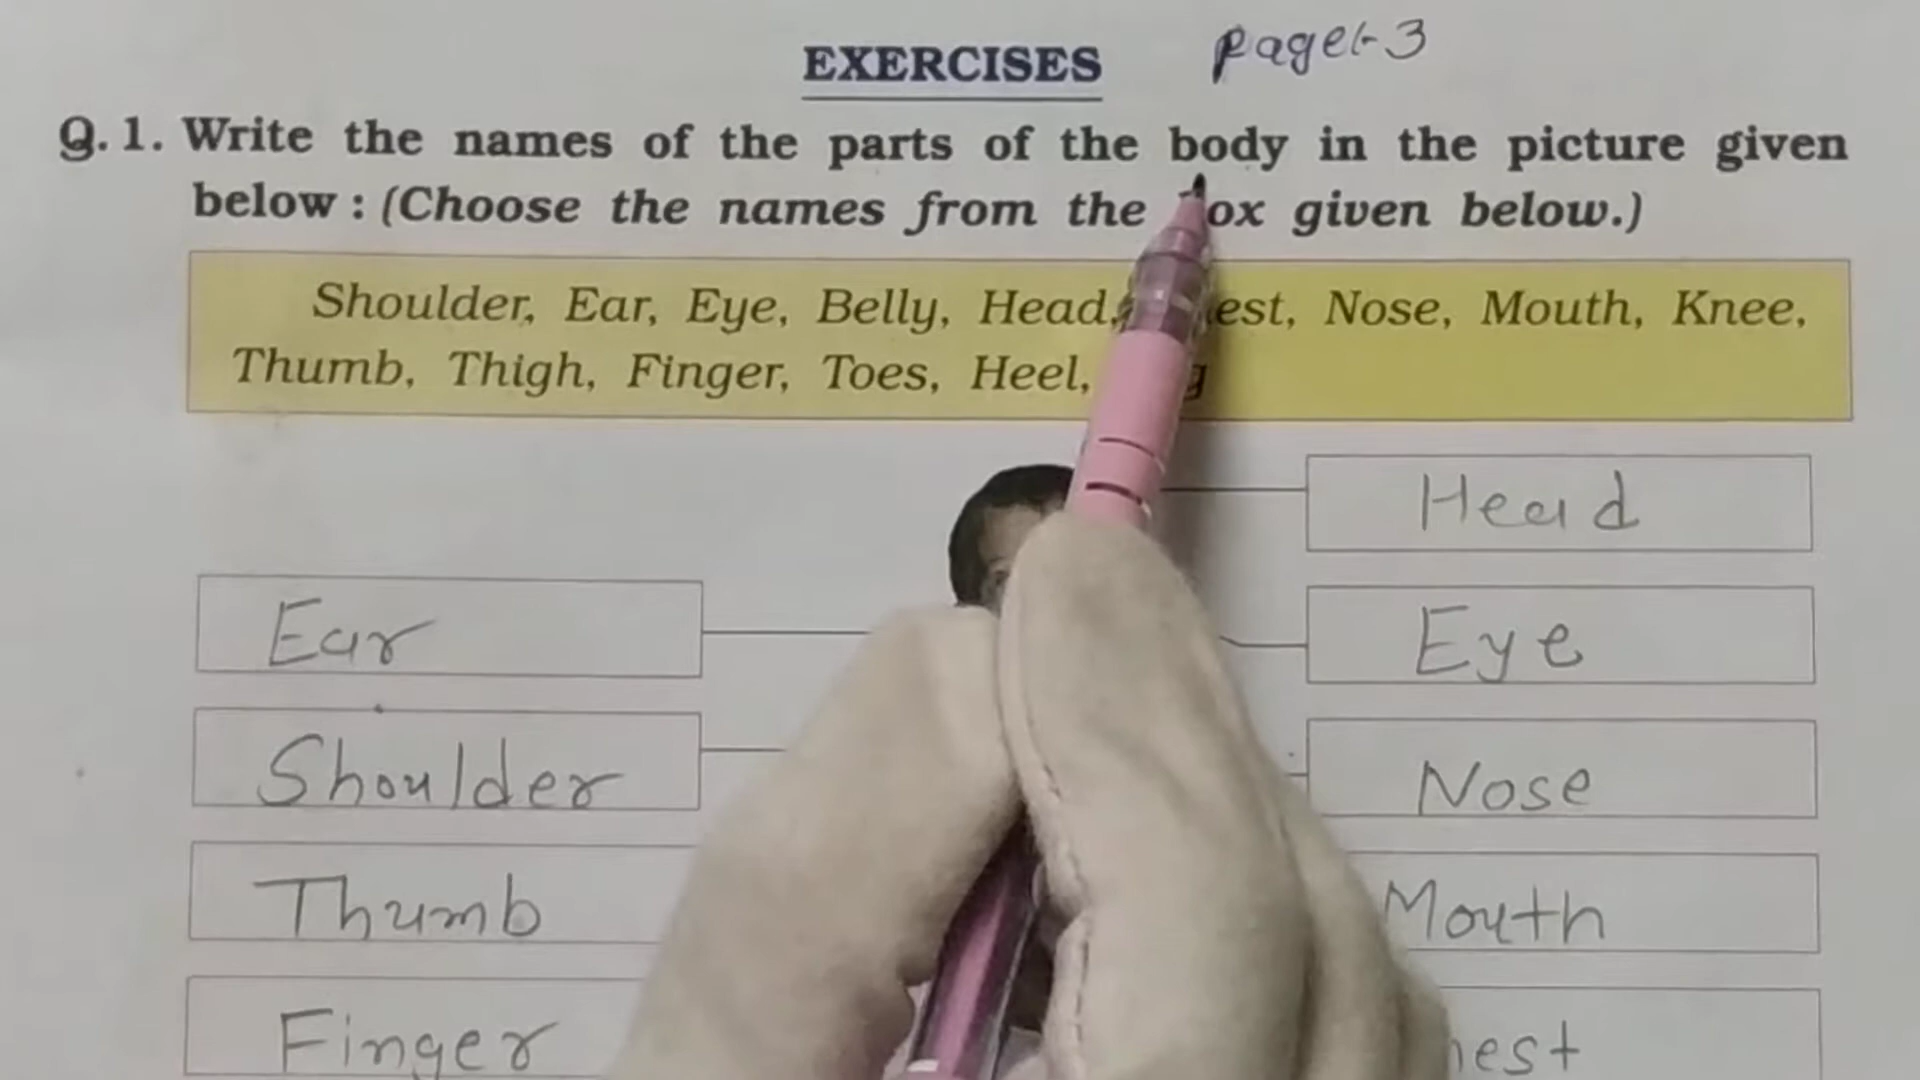 EXERCISES page:-3
Q. 1. Write the names of the parts of the body in the picture given
below : (Choose the names from the ox given below.)
Shoulder, Ear, Eye, Belly, Head, est, Nose, Mouth, Knee,
Thumb, Thigh, Finger, Toes, Heel, g
Head
Ear
Eye
Shoulder
Nose
Thumb
Mouth
Finger
hest